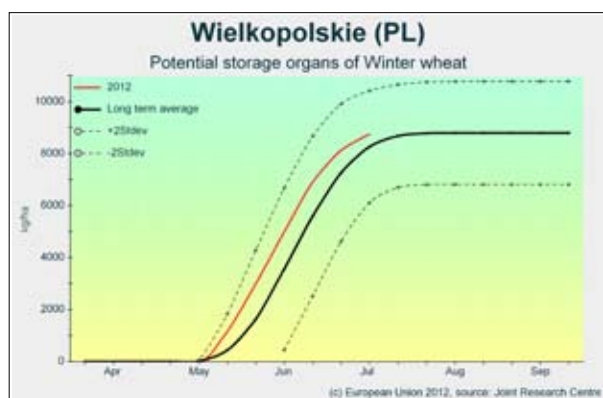 Wielkopolskie (PL)
Potential storage organs of Winter wheat
2012
Long term average
+2Stdev
-2Stdev
kg/ha
10000
8000
6000
4000
2000
0
Apr May Jun Jul Aug Sep
(c) European Union 2012, source: Joint Research Centre